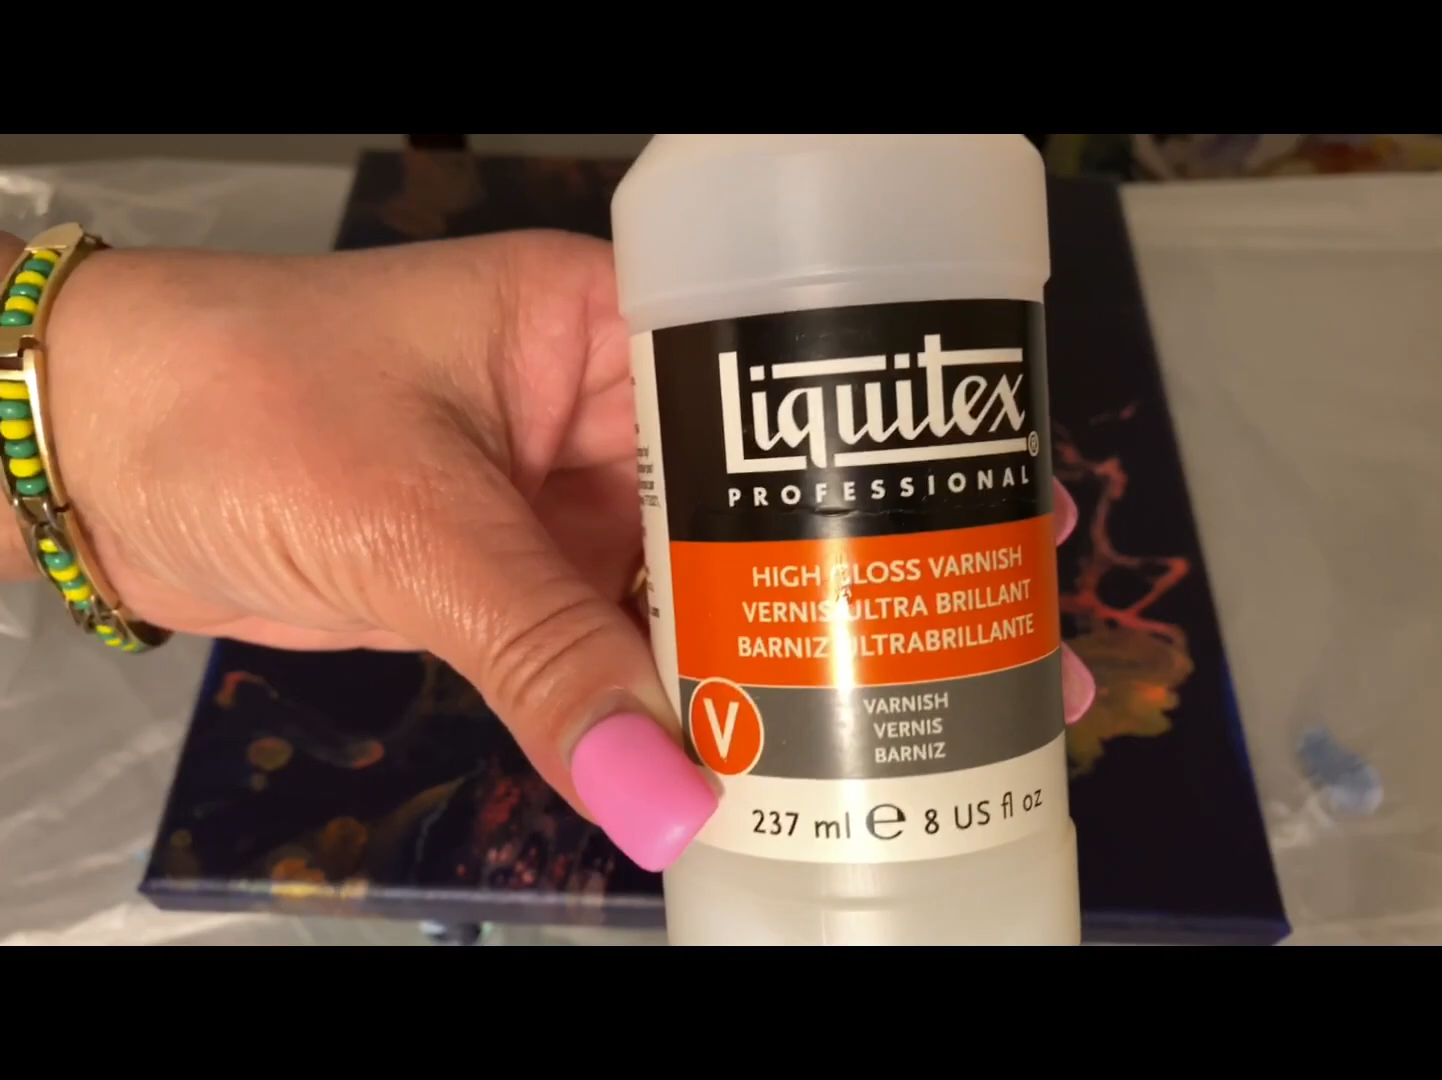 Liquitex®
PROFESSIONAL
HIGH GLOSS VARNISH
VERNIS ULTRA BRILLANT
BARNIZ ULTRABRILLANTE
V
VARNISH
VERNIS
BARNIZ
237 ml ℮ 8 US fl oz